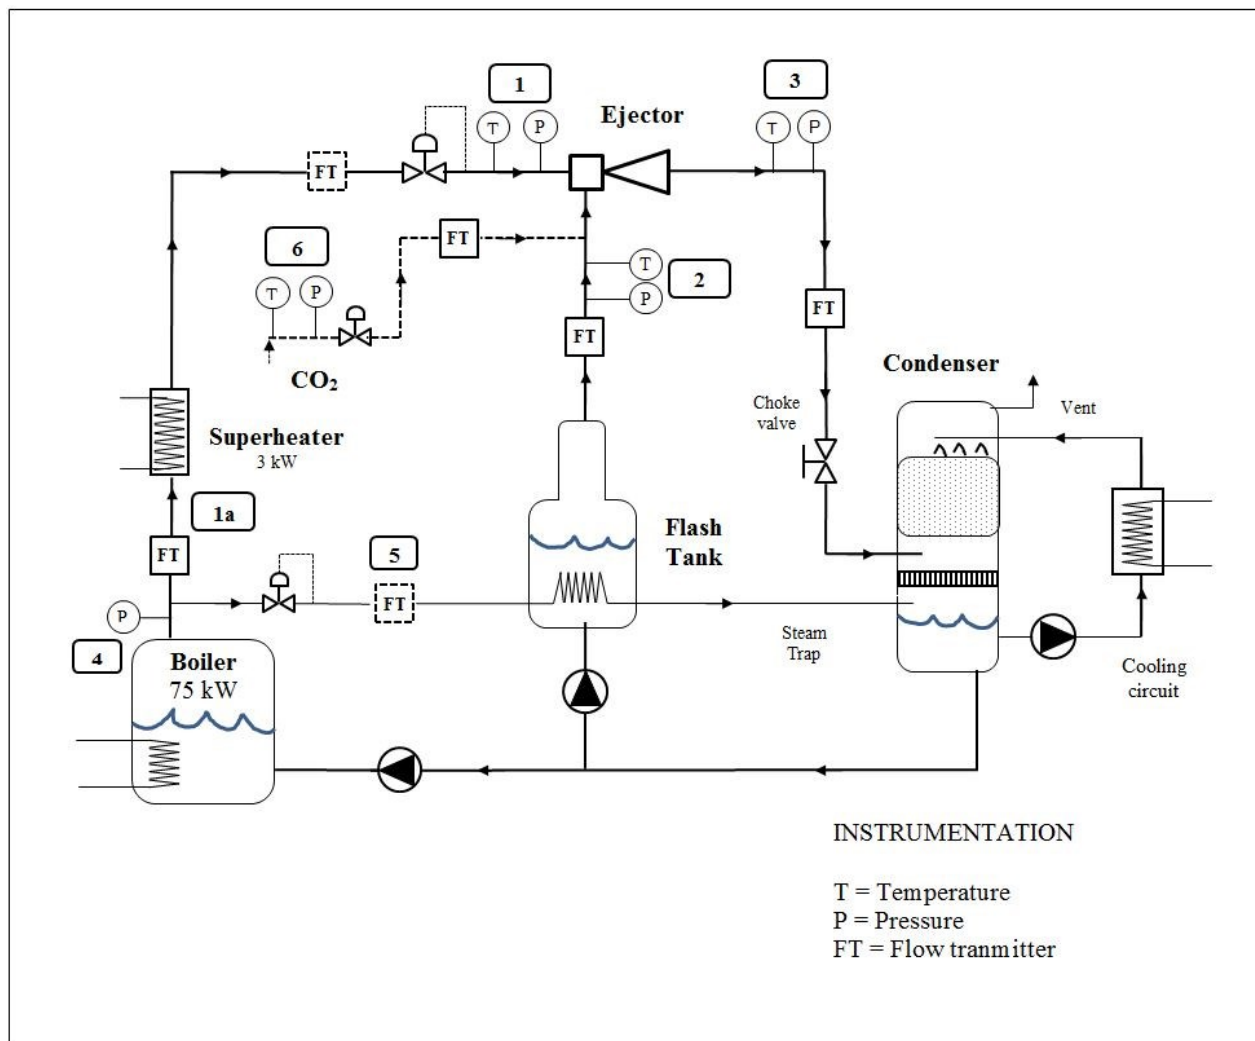 1
3
Ejector
T
P
T
P
FT
6
FT
T
P
2
T
P
FT
FT
CO₂
Condenser
Choke
valve
Vent
Superheater
3 kW
1a
Flash
Tank
FT
5
FT
P
4
Boiler
75 kW
Steam
Trap
Cooling
circuit
INSTRUMENTATION
T = Temperature
P = Pressure
FT = Flow tranmitter